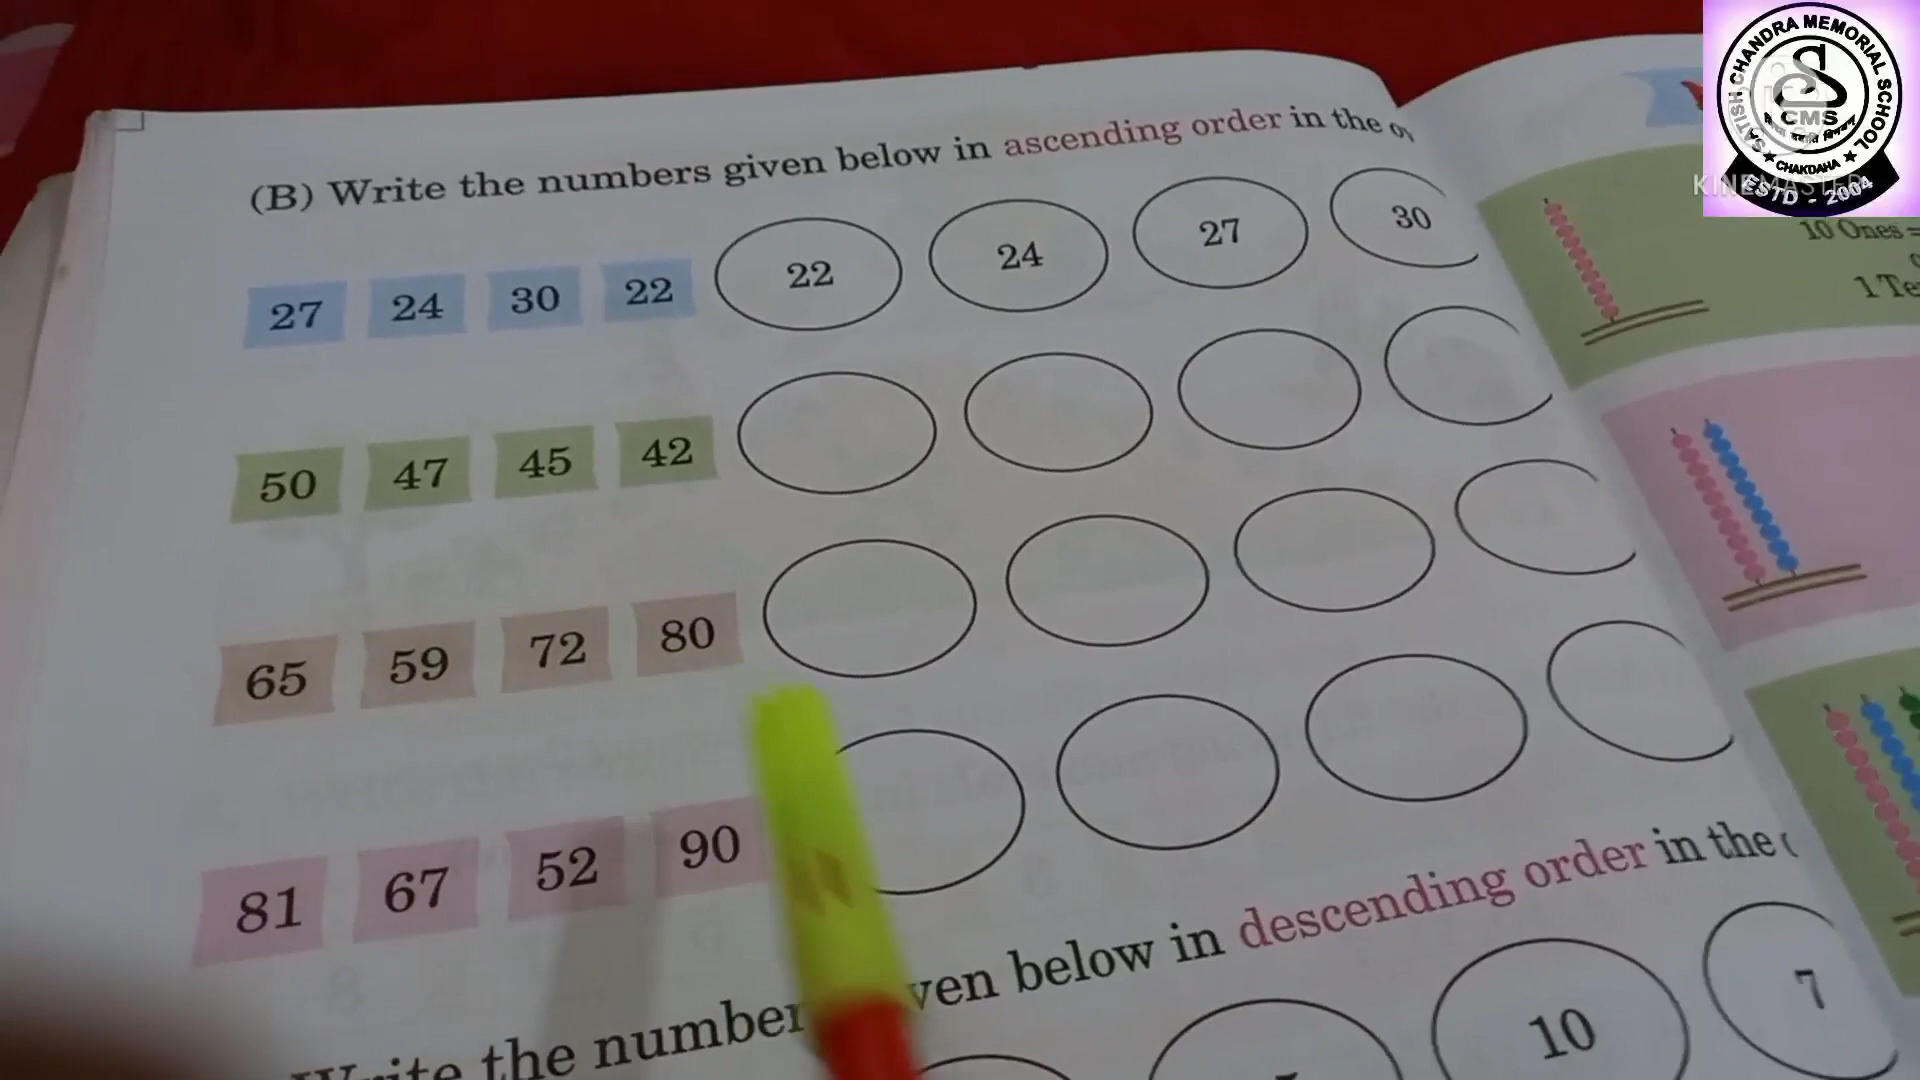 (B) Write the numbers given below in ascending order in the
27 24 30 22 22 24 27 30
50 47 45 42
65 59 72 80
81 67 52 90
Write the number ven below in descending order in the
10 7
10 Ones =
1 Te
SATISH CHANDRA MEMORIAL SCHOOL
CMS
CHAKDAHA
ESTD - 2004
KINEMASTER